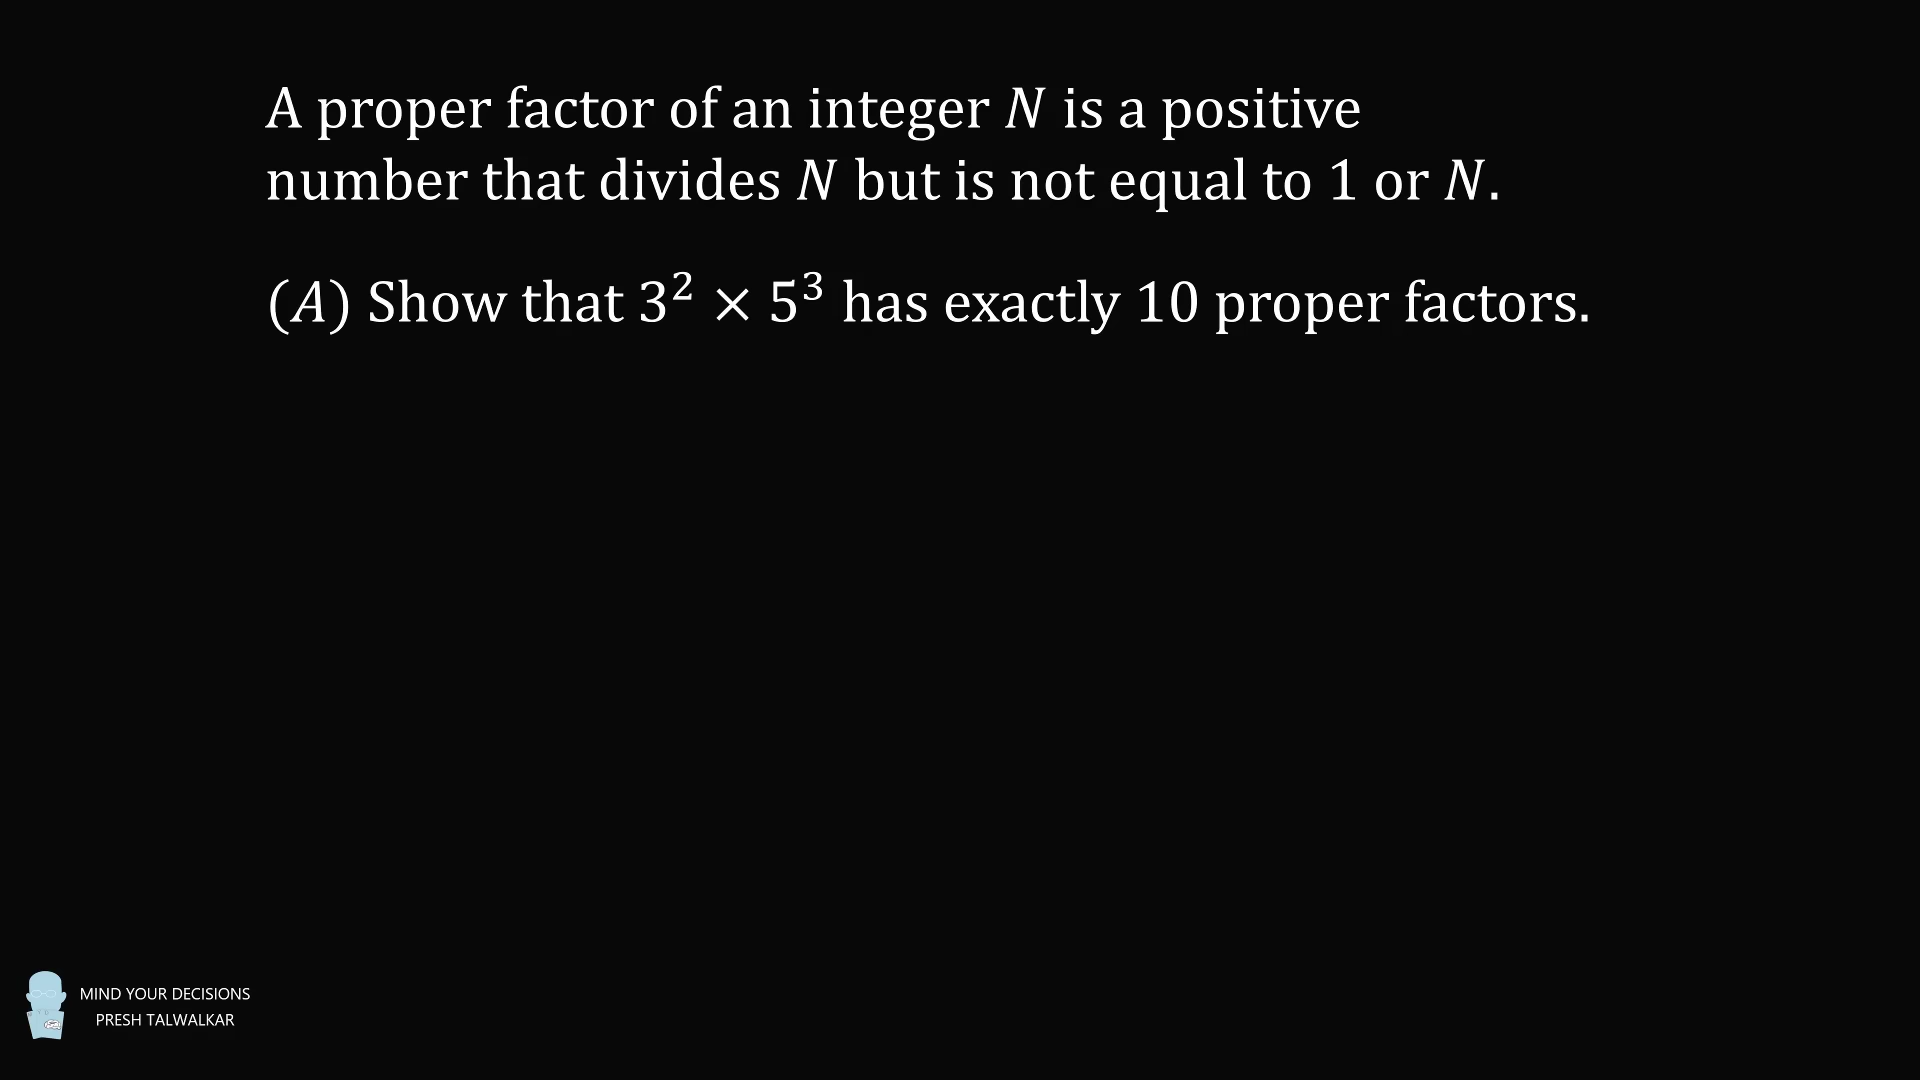 A proper factor of an integer N is a positive
number that divides N but is not equal to 1 or N.
(A) Show that 3² × 5³ has exactly 10 proper factors.
MIND YOUR DECISIONS
PRESH TALWALKAR